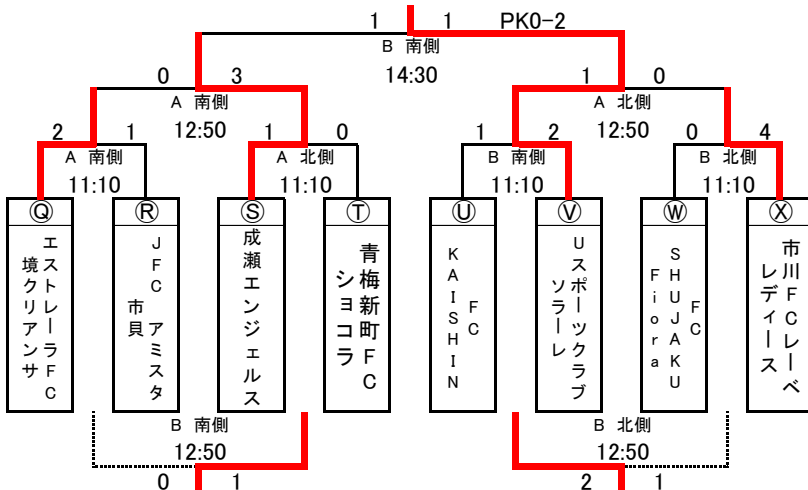 1 1 PK0-2
B 南側
14:30
0 3 1 0
A 南側 A 北側
12:50 12:50
2 1 1 0 1 2 0 4
A 南側 A 北側 B 南側 B 北側
11:10 11:10 11:10 11:10
Ⓠ Ⓡ Ⓢ Ⓣ Ⓤ Ⓥ Ⓦ Ⓧ
エストレーラFC
境クリアンサ
JFC アミスタ
市貝
成瀬エンジェルス
青梅新町FC
ショコラ
FC
KAISHIN
Uスポーツクラブ
ソラーレ
FC
SHUJAKU
Fiora
市川FCレーベ
レディース
B 南側 B 北側
12:50 12:50
0 1 2 1